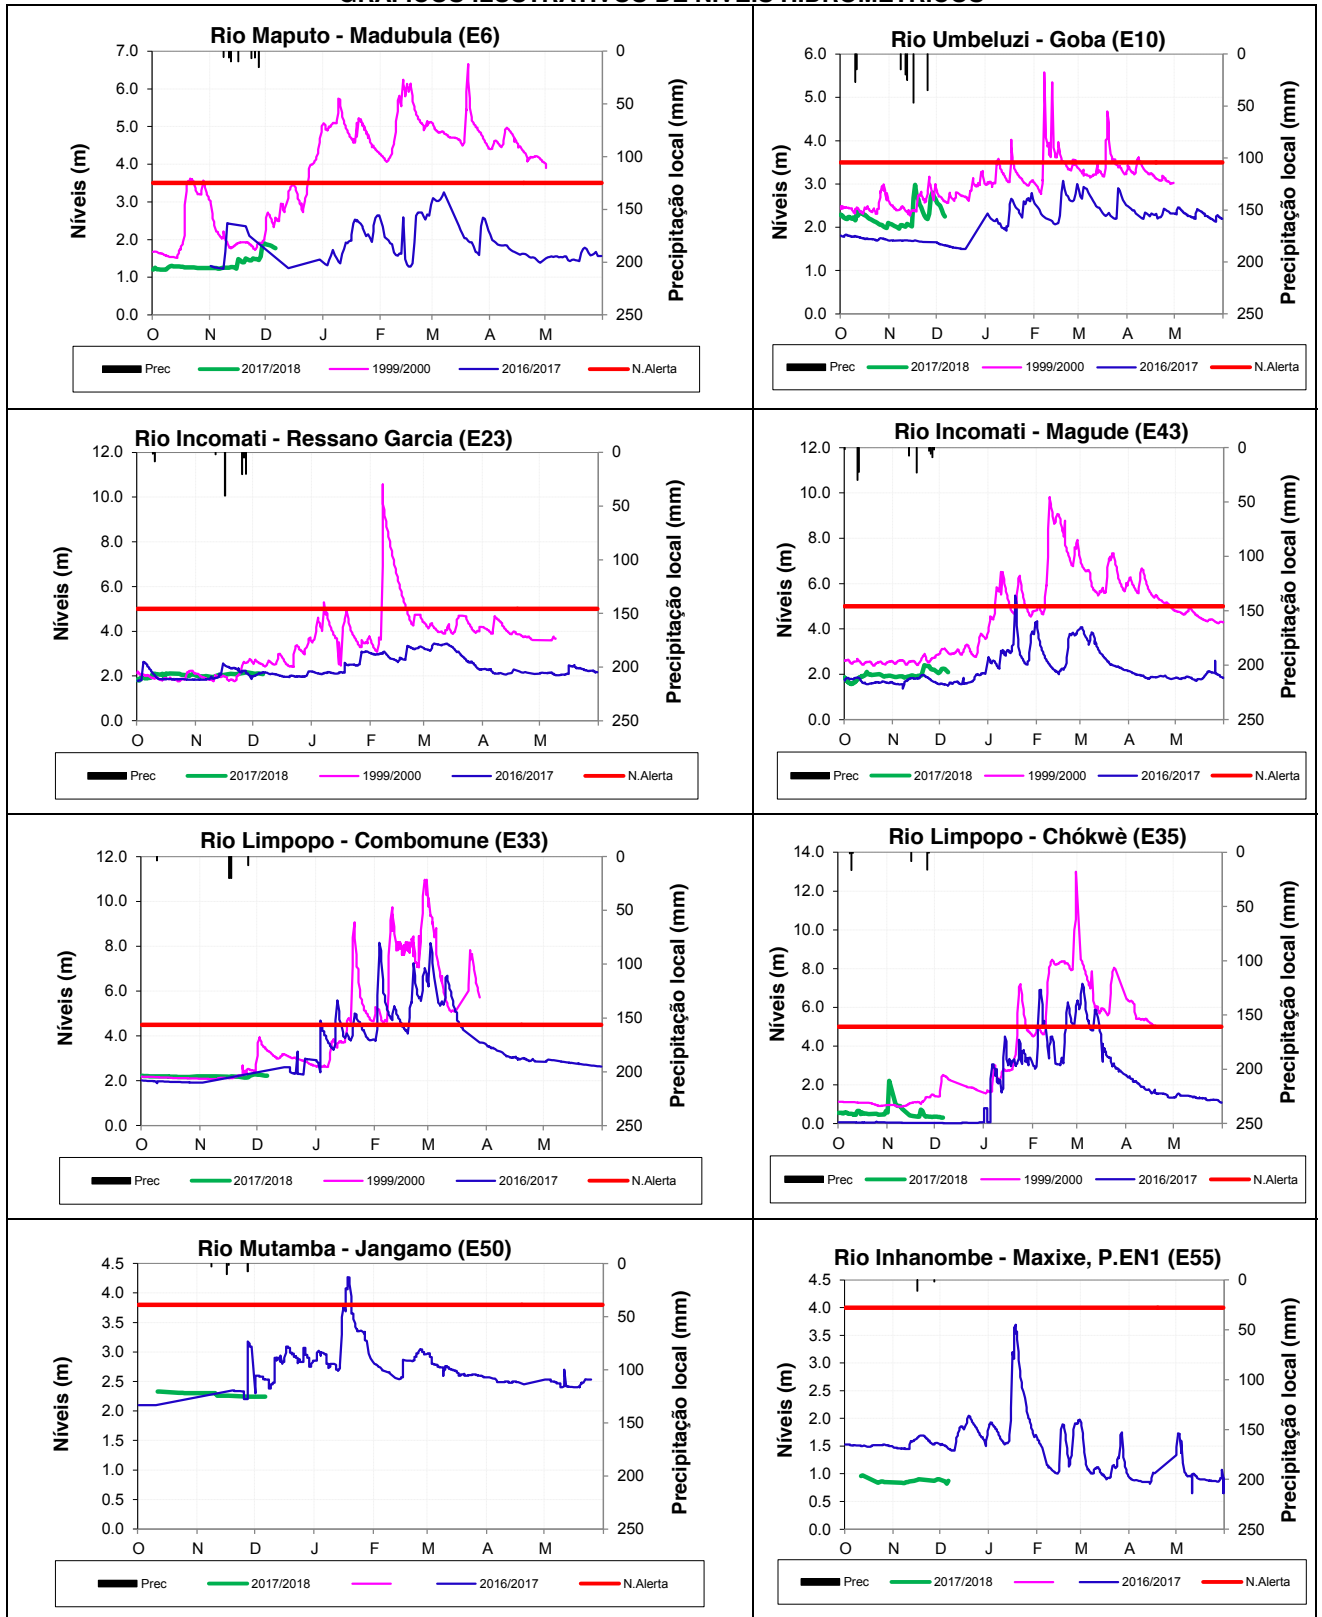 Rio Maputo - Madubula (E6)
7.0
6.0
5.0
4.0
3.0
2.0
1.0
0.0
Níveis (m)
0
50
100
150
200
250
Precipitação local (mm)
O N D J F M A M
Prec 2017/2018 1999/2000 2016/2017 N.Alerta
Rio Umbeluzi - Goba (E10)
6.0
5.0
4.0
3.0
2.0
1.0
0.0
Níveis (m)
0
50
100
150
200
250
Precipitação local (mm)
O N D J F M A M
Prec 2017/2018 1999/2000 2016/2017 N.Alerta
Rio Incomati - Ressano Garcia (E23)
12.0
10.0
8.0
6.0
4.0
2.0
0.0
Níveis (m)
0
50
100
150
200
250
Precipitação local (mm)
O N D J F M A M
Prec 2017/2018 1999/2000 2016/2017 N.Alerta
Rio Incomati - Magude (E43)
12.0
10.0
8.0
6.0
4.0
2.0
0.0
Níveis (m)
0
50
100
150
200
250
Precipitação local (mm)
O N D J F M A M
Prec 2017/2018 1999/2000 2016/2017 N.Alerta
Rio Limpopo - Combomune (E33)
12.0
10.0
8.0
6.0
4.0
2.0
0.0
Níveis (m)
0
50
100
150
200
250
Precipitação local (mm)
O N D J F M A M
Prec 2017/2018 1999/2000 2016/2017 N.Alerta
Rio Limpopo - Chókwè (E35)
14.0
12.0
10.0
8.0
6.0
4.0
2.0
0.0
Níveis (m)
0
50
100
150
200
250
Precipitação local (mm)
O N D J F M A M
Prec 2017/2018 1999/2000 2016/2017 N.Alerta
Rio Mutamba - Jangamo (E50)
4.5
4.0
3.5
3.0
2.5
2.0
1.5
1.0
0.5
0.0
Níveis (m)
0
50
100
150
200
250
Precipitação local (mm)
O N D J F M A M
Prec 2017/2018 2016/2017 N.Alerta
Rio Inhanombe - Maxixe, P.EN1 (E55)
4.5
4.0
3.5
3.0
2.5
2.0
1.5
1.0
0.5
0.0
Níveis (m)
0
50
100
150
200
250
Precipitação local (mm)
O N D J F M A M
Prec 2017/2018 2016/2017 N.Alerta